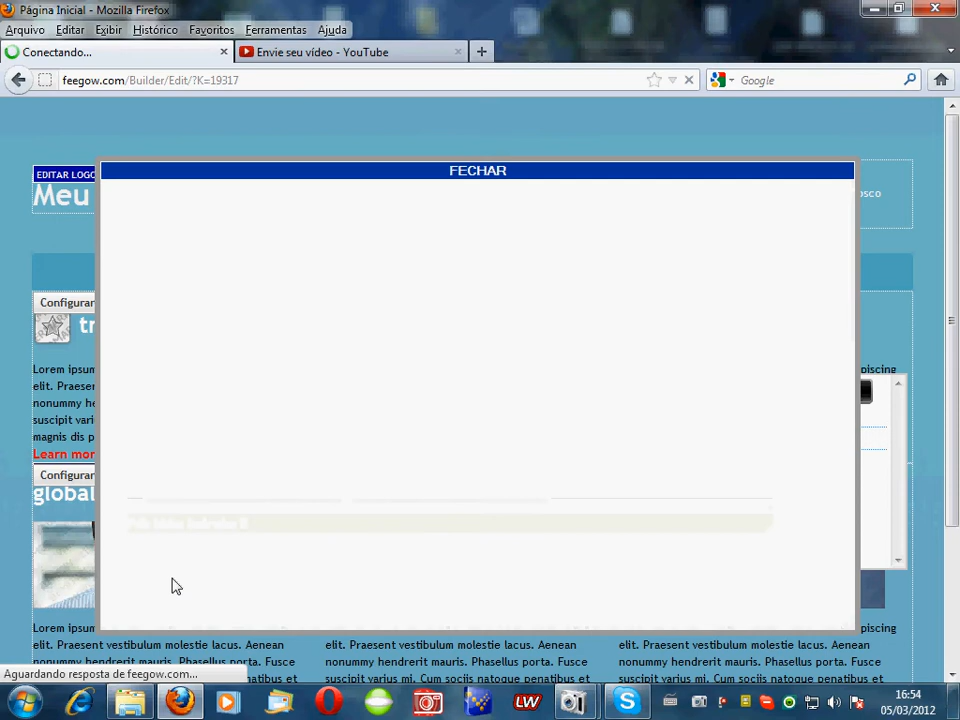 Página Inicial - Mozilla Firefox
Arquivo Editar Exibir Histórico Favoritos Ferramentas Ajuda
Conectando...
Envie seu vídeo - YouTube
feegow.com/Builder/Edit/?K=19317
Google
FECHAR
EDITAR LOGO
Meu
osco
Configurar
tr
Lorem ipsum
elit. Praesen
nonummy he
suscipit vari
magnis dis p
Learn mor
piscing
Configurar
global
Lorem ipsum
piscing
elit. Praesent vestibulum molestie lacus. Aenean
elit. Praesent vestibulum molestie lacus. Aenean
elit. Praesent vestibulum molestie lacus. Aenean
nonummy hendrerit mauris. Phasellus porta. Fusce
nonummy hendrerit mauris. Phasellus porta. Fusce
nonummy hendrerit mauris. Phasellus porta. Fusce
suscipit varius mi. Cum sociis natoque penatibus et
suscipit varius mi. Cum sociis natoque penatibus et
Aguardando resposta de feegow.com...
LW
16:54
05/03/2012